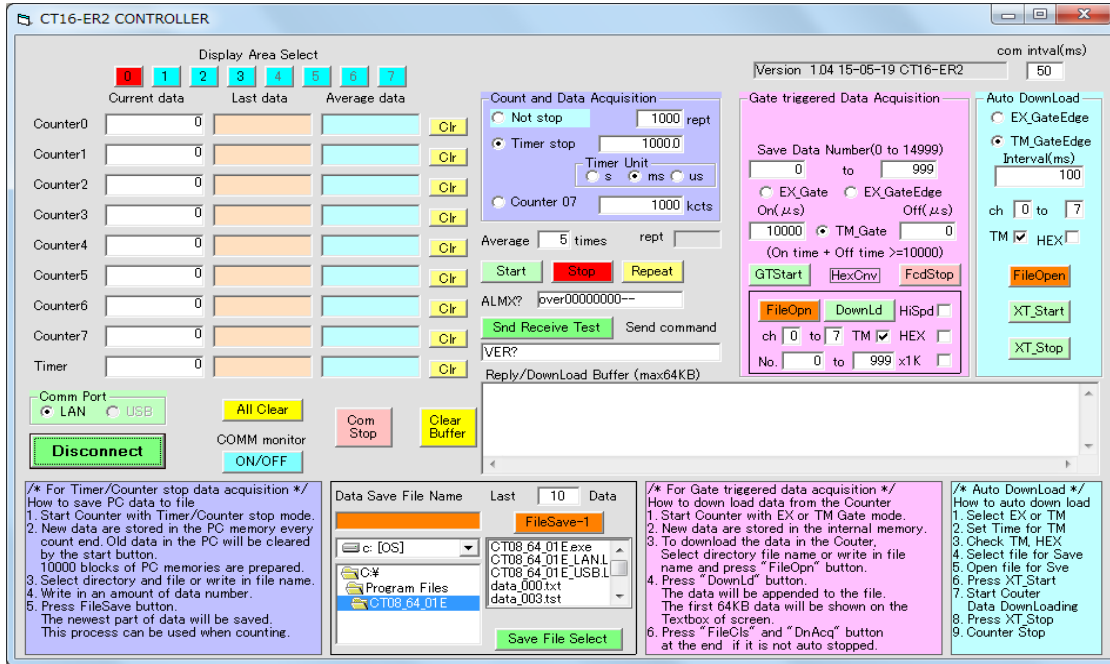 CT16-ER2 CONTROLLER
Display Area Select
0 1 2 3 4 5 6 7
Current data Last data Average data
Counter0 0 Clr
Counter1 0 Clr
Counter2 0 Clr
Counter3 0 Clr
Counter4 0 Clr
Counter5 0 Clr
Counter6 0 Clr
Counter7 0 Clr
Timer 0 Clr
Comm Port
LAN USB
Disconnect
All Clear
COMM monitor
ON/OFF
Com
Stop
Clear
Buffer
Count and Data Acquisition
Not stop 1000 rept
Timer stop 1000.0
Timer Unit
s ms us
Counter 07 1000 kcts
Average 5 times rept
Start Stop Repeat
ALMX? over00000000--
Snd Receive Test Send command
VER?
Reply/DownLoad Buffer (max64KB)
Version 1.04 15-05-19 CT16-ER2
com intval(ms)
50
Gate triggered Data Acquisition
Save Data Number(0 to 14999)
0 to 999
EX_Gate EX_GateEdge
On(μs) Off(μs)
10000 TM_Gate 0
(On time + Off time >=10000)
GTStart HexCnv FcdStop
FileOpn DownLd HiSpd
ch 0 to 7 TM HEX
No. 0 to 999 x1K
Auto DownLoad
EX_GateEdge
TM_GateEdge
Interval(ms)
100
ch 0 to 7
TM HEX
FileOpen
XT_Start
XT_Stop
/* For Timer/Counter stop data acquisition */
How to save PC data to file
1. Start Counter with Timer/Counter stop mode.
2. New data are stored in the PC memory every
count end. Old data in the PC will be cleared
by the start button.
10000 blocks of PC memories are prepared.
3. Select directory and file or write in file name.
4. Write in an amount of data number.
5. Press FileSave button.
The newest part of data will be saved.
This process can be used when counting.
Data Save File Name Last 10 Data
FileSave-1
c: [OS]
C:¥
Program Files
CT08_64_01E
CT08_64_01E.exe
CT08_64_01E_LAN.L
CT08_64_01E_USB.L
data_000.txt
data_003.tst
Save File Select
/* For Gate triggered data acquisition */
How to down load data from the Counter
1. Start Counter with EX or TM Gate mode.
2. New data are stored in the internal memory.
3. To download the data in the Couter,
Select directory file name or write in file
name and press "FileOpn" button.
4. Press "DownLd" button.
The data will be appended to the file.
The first 64KB data will be shown on the
Textbox of screen.
6. Press "FileCls" and "DnAcq" button
at the end if it is not auto stopped.
/* Auto DownLoad */
How to auto down load
1. Select EX or TM
2. Set Time for TM
3. Check TM, HEX
4. Select file for Save
5. Open file for Sve
6. Press XT_Start
7. Start Couter
Data DownLoading
8. Press XT_Stop
9. Counter Stop